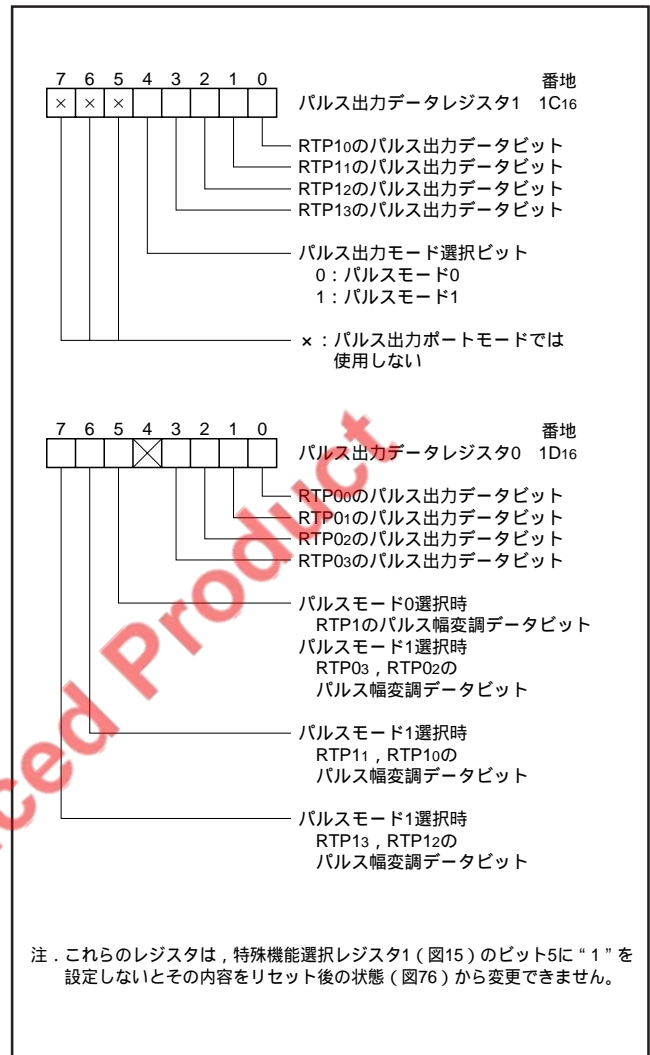 7 6 5 4 3 2 1 0 番地
× × × パルス出力データレジスタ1 1C16
RTP10のパルス出力データビット
RTP11のパルス出力データビット
RTP12のパルス出力データビット
RTP13のパルス出力データビット
パルス出力モード選択ビット
0：パルスモード0
1：パルスモード1
×：パルス出力ポートモードでは
使用しない
7 6 5 4 3 2 1 0 番地
パルス出力データレジスタ0 1D16
RTP00のパルス出力データビット
RTP01のパルス出力データビット
RTP02のパルス出力データビット
RTP03のパルス出力データビット
パルスモード0選択時
RTP1のパルス幅変調データビット
パルスモード1選択時
RTP03，RTP02の
パルス幅変調データビット
パルスモード1選択時
RTP11，RTP10の
パルス幅変調データビット
パルスモード1選択時
RTP13，RTP12の
パルス幅変調データビット
注．これらのレジスタは，特殊機能選択レジスタ1（図15）のビット5に“1”を
設定しないとその内容をリセット後の状態（図76）から変更できません。
ced Product